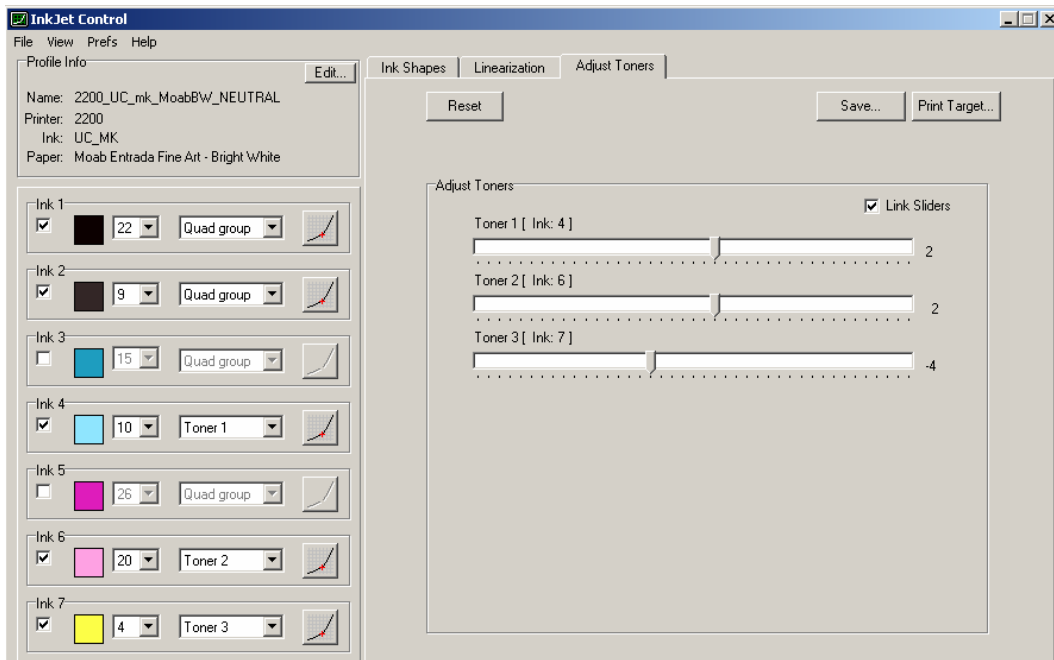 InkJet Control
File View Prefs Help
Profile Info
Edit...
Name: 2200_UC_mk_MoabBW_NEUTRAL
Printer: 2200
Ink: UC_MK
Paper: Moab Entrada Fine Art - Bright White
Ink 1
22 Quad group
Ink 2
9 Quad group
Ink 3
15 Quad group
Ink 4
10 Toner 1
Ink 5
26 Quad group
Ink 6
20 Toner 2
Ink 7
4 Toner 3
Ink Shapes Linearization Adjust Toners
Reset Save... Print Target...
Adjust Toners
Link Sliders
Toner 1 [ Ink: 4 ]
2
Toner 2 [ Ink: 6 ]
2
Toner 3 [ Ink: 7 ]
-4